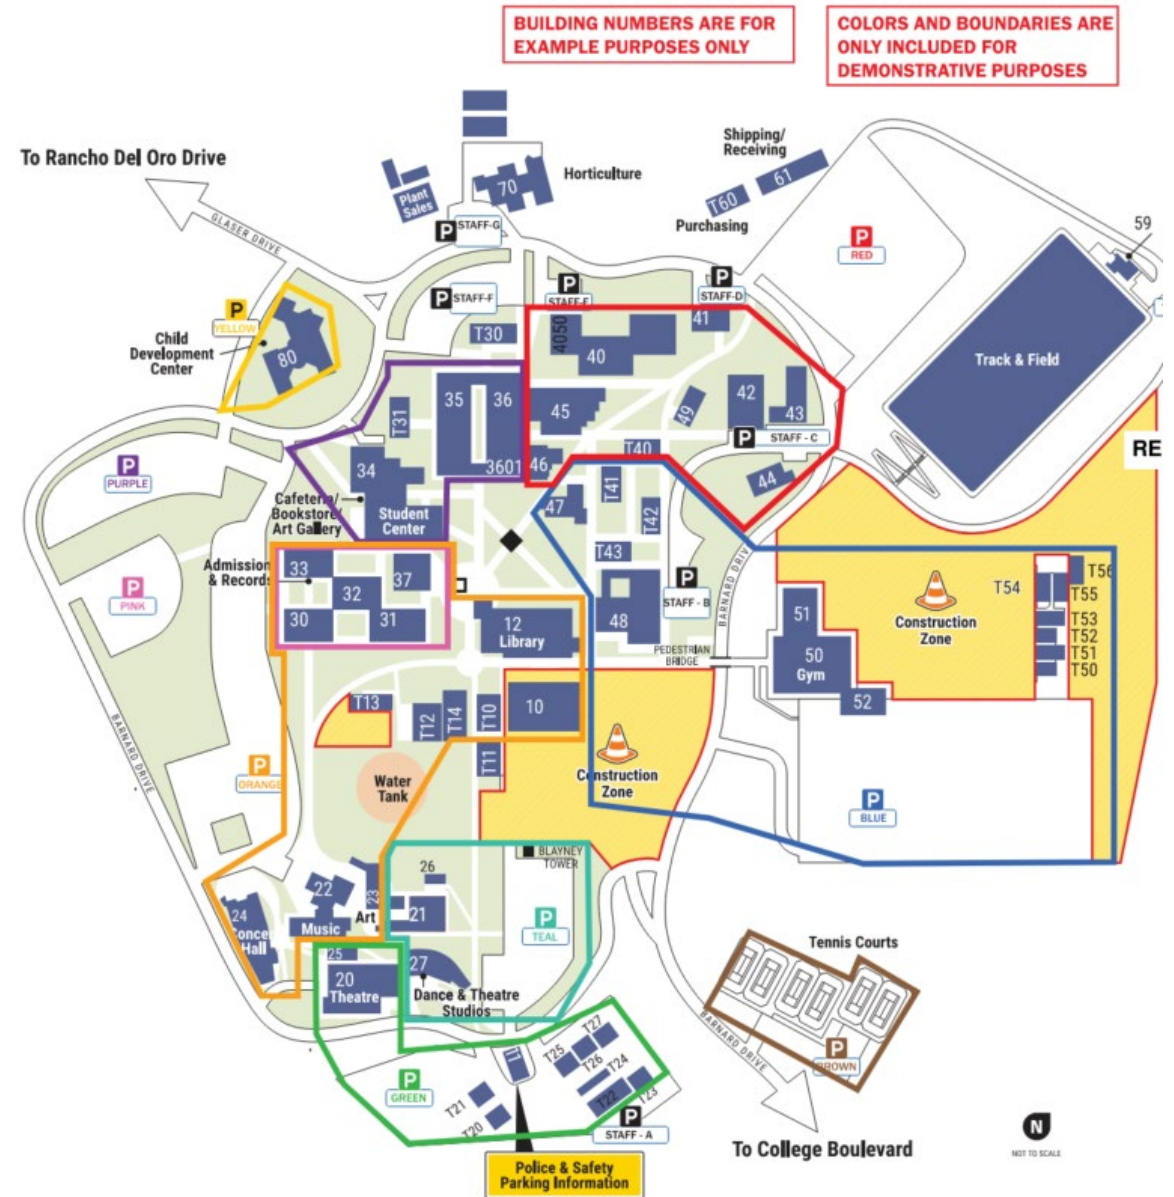 BUILDING NUMBERS ARE FOR
EXAMPLE PURPOSES ONLY
COLORS AND BOUNDARIES ARE
ONLY INCLUDED FOR
DEMONSTRATIVE PURPOSES
To Rancho Del Oro Drive
GLASER DRIVE
Plant
Sales
70
Horticulture
Shipping/
Receiving
61
T60
Purchasing
P
STAFF-G
P
STAFF-F
P
STAFF-E
P
STAFF-D
P
RED
59
Track & Field
P
YELLOW
Child
Development
Center
80
T30
4050
40
41
42
43
45
49
46
T40
P
STAFF - C
44
RE
35
36
3601
T31
34
Student
Center
Cafeteria/
Bookstore/
Art Gallery
P
PURPLE
47
T41
T42
T43
48
P
STAFF - B
BARNARD DRIV
PEDESTRIAN
BRIDGE
Admission
& Records
33
37
32
30
31
P
PINK
12
Library
51
50
Gym
52
Construction
Zone
T54
T56
T55
T53
T52
T51
T50
BARNARD DRIVE
T13
T12
T14
T10
10
T11
P
ORANGE
Water
Tank
Construction
Zone
P
BLUE
BLAYNEY
TOWER
26
22
23
Art
21
24
Concer
Hall
Music
P
TEAL
25
20
Theatre
27
Dance & Theatre
Studios
Tennis Courts
P
BROWN
BARNARD DRIVE
P
GREEN
T21
T20
11
T25
T27
T26
T24
T22
T23
P
STAFF - A
Police & Safety
Parking Information
To College Boulevard
N
NOT TO SCALE